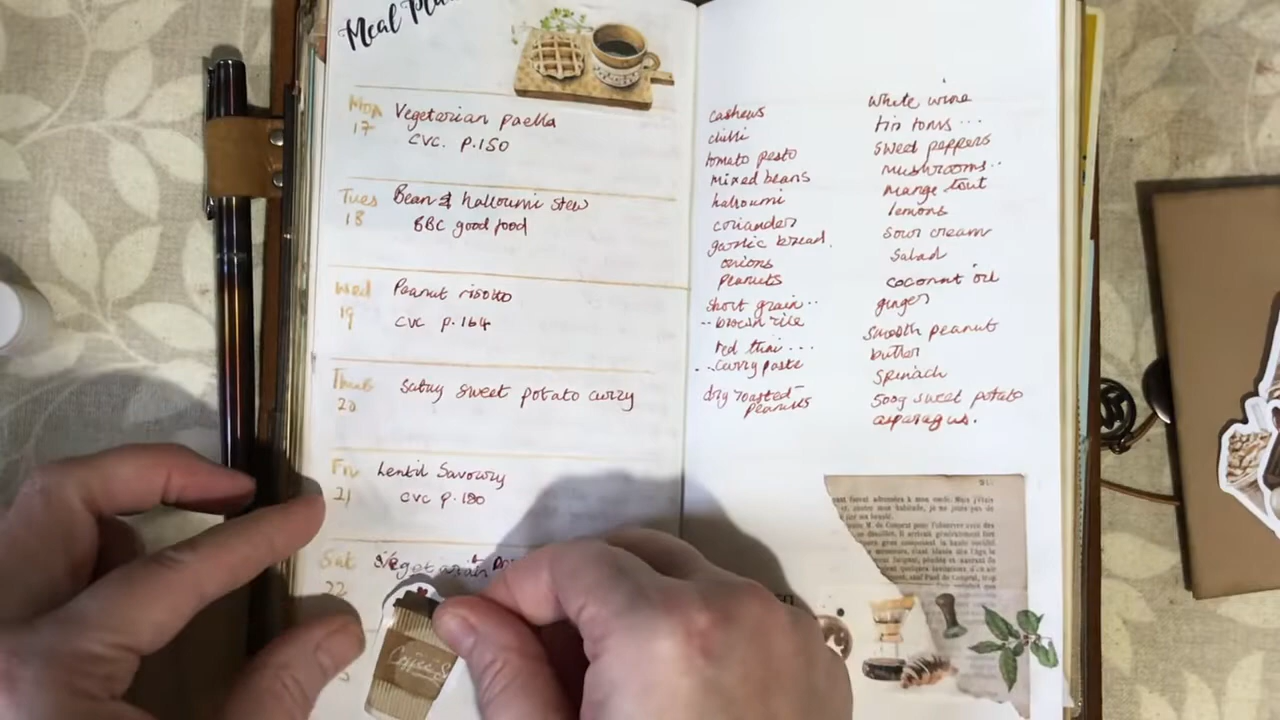 Meal
Mon
17
Vegetarian paella
CVC. p.150
Tues
18
Bean & halloumi stew
BBC good food
Wed
19
Peanut risotto
CVC p.164
Thurs
20
Satay sweet potato curry
Fri
21
Lentil Savoury
CVC p.180
Sat
22
Vegetarian
Coffee
cashews
chilli
tomato pesto
mixed beans
halloumi
coriander
garlic bread.
onions
Peanuts
short grain..
..brown rice
red thai...
..curry paste
dry roasted
peanuts
white wine
tin toms...
sweet peppers
mushrooms..
mange tout
lemons
sour cream
Salad
coconut oil
ginger
smooth peanut
butter
Spinach
500g sweet potato
asparagus.